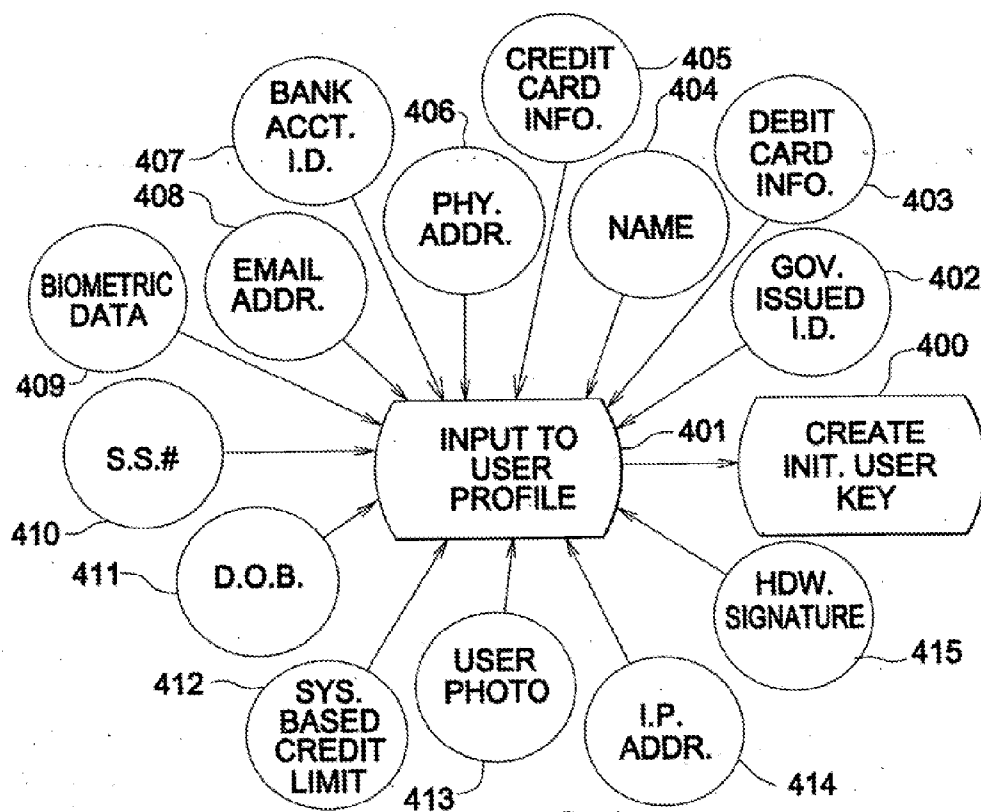 405
CREDIT
CARD
INFO.
404
BANK
ACCT.
I.D.
406
DEBIT
CARD
INFO.
407
408
PHY.
ADDR.
NAME
403
EMAIL
ADDR.
GOV.
ISSUED
I.D.
402
BIOMETRIC
DATA
409
400
INPUT TO
USER
PROFILE
401
CREATE
INIT. USER
KEY
S.S.#
410
D.O.B.
411
HDW.
SIGNATURE
415
412
SYS.
BASED
CREDIT
LIMIT
USER
PHOTO
413
I.P.
ADDR.
414